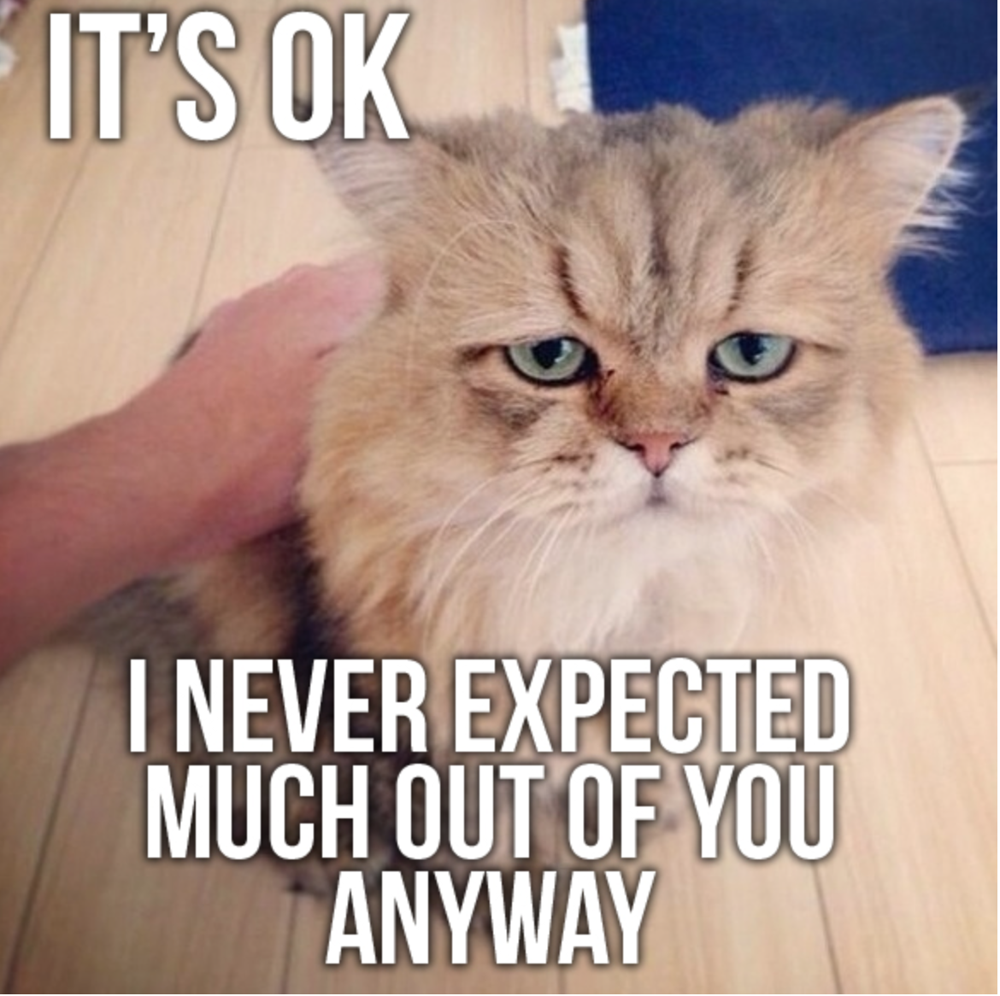 IT'S OK
I NEVER EXPECTED
MUCH OUT OF YOU
ANYWAY